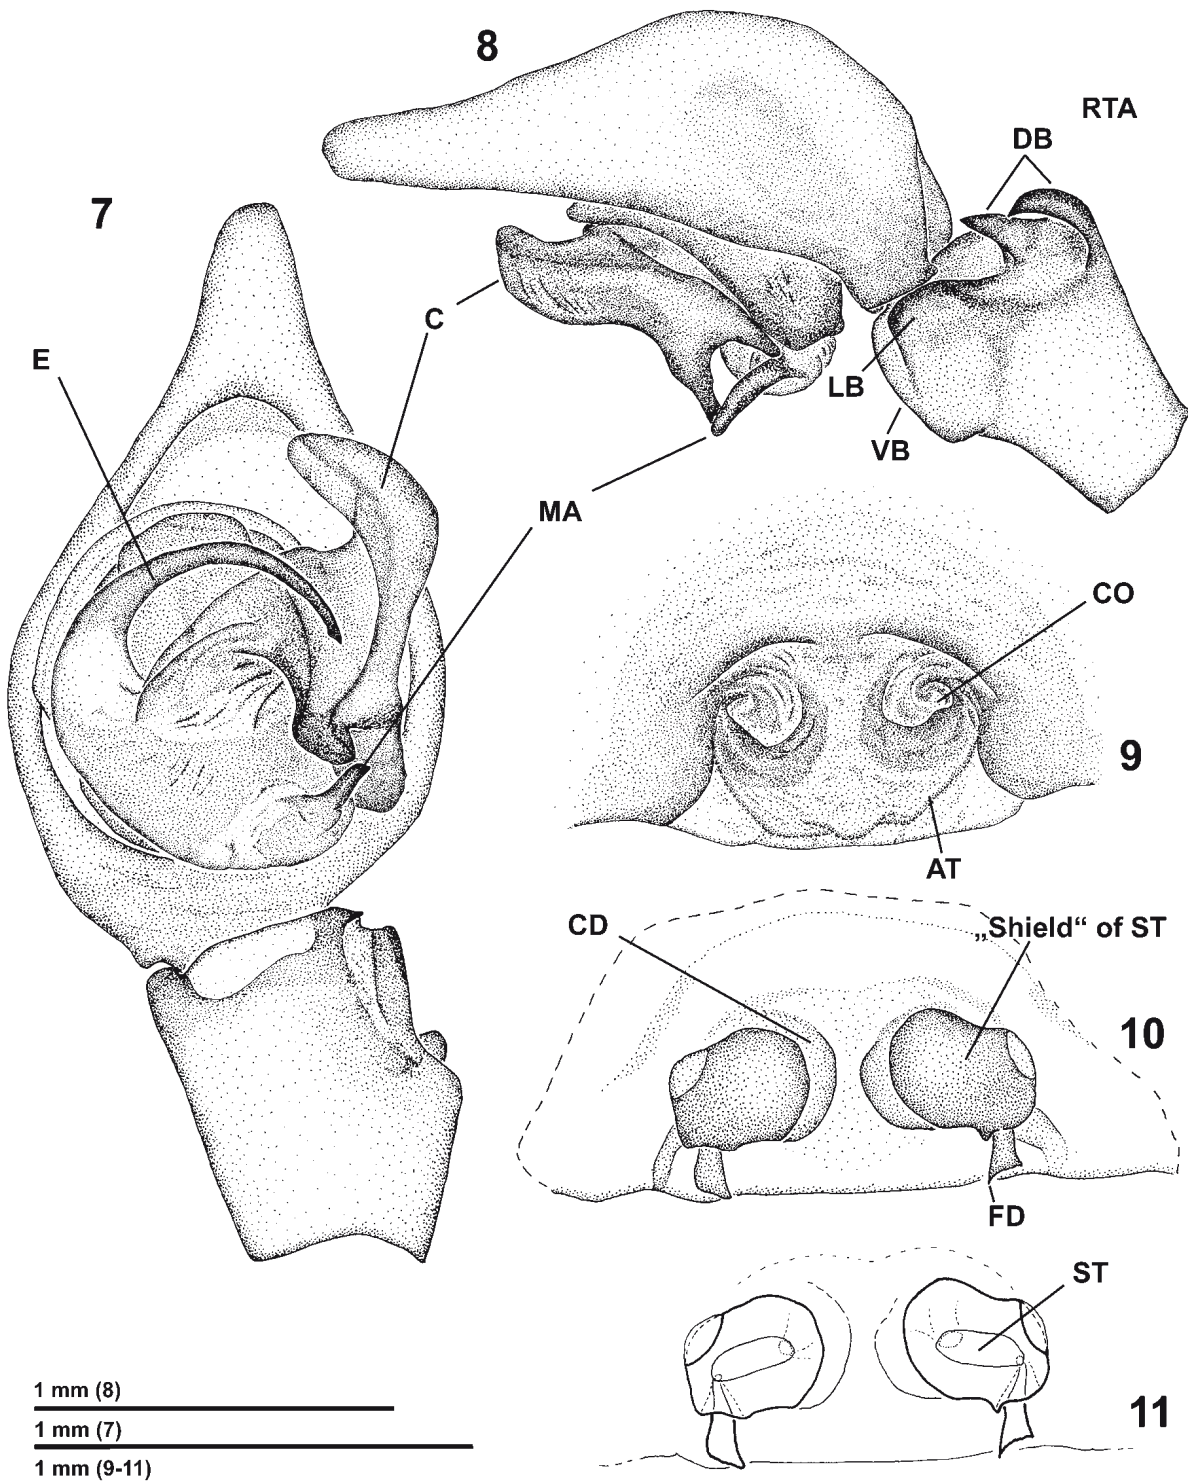 8
RTA
DB
7
C
E
LB
VB
MA
CO
9
AT
CD
„Shield“ of ST
10
FD
ST
11
1 mm (8)
1 mm (7)
1 mm (9-11)